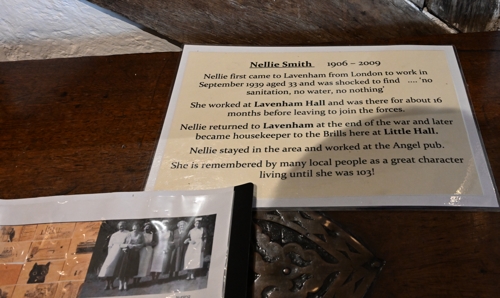 Nellie Smith 1906 – 2009
Nellie first came to Lavenham from London to work in
September 1939 aged 33 and was shocked to find .... 'no
sanitation, no water, no nothing'
She worked at Lavenham Hall and was there for about 16
months before leaving to join the forces.
Nellie returned to Lavenham at the end of the war and later
became housekeeper to the Brills here at Little Hall.
Nellie stayed in the area and worked at the Angel pub.
She is remembered by many local people as a great character
living until she was 103!